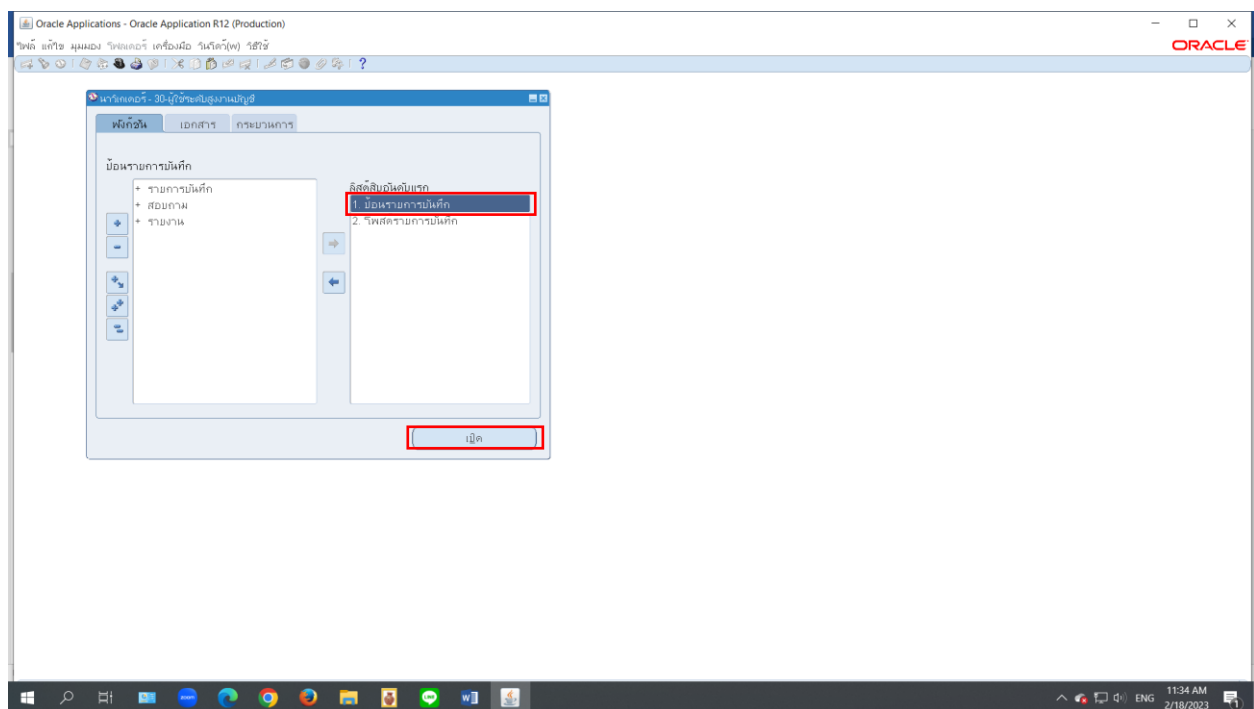 Oracle Applications - Oracle Application R12 (Production)
ไฟล์ แก้ไข มุมมอง โฟลเดอร์ เครื่องมือ วินโดว์(W) วิธีใช้
ORACLE
นาวิเกเตอร์ - 30-ผู้ใช้ระดับสูงงานบัญชี
ฟังก์ชัน เอกสาร กระบวนการ
ป้อนรายการบันทึก
+ รายการบันทึก
+ สอบถาม
+ รายงาน
ลิสต์สิบอันดับแรก
1. ป้อนรายการบันทึก
2. โพสต์รายการบันทึก
เปิด
ENG
11:34 AM
2/18/2023